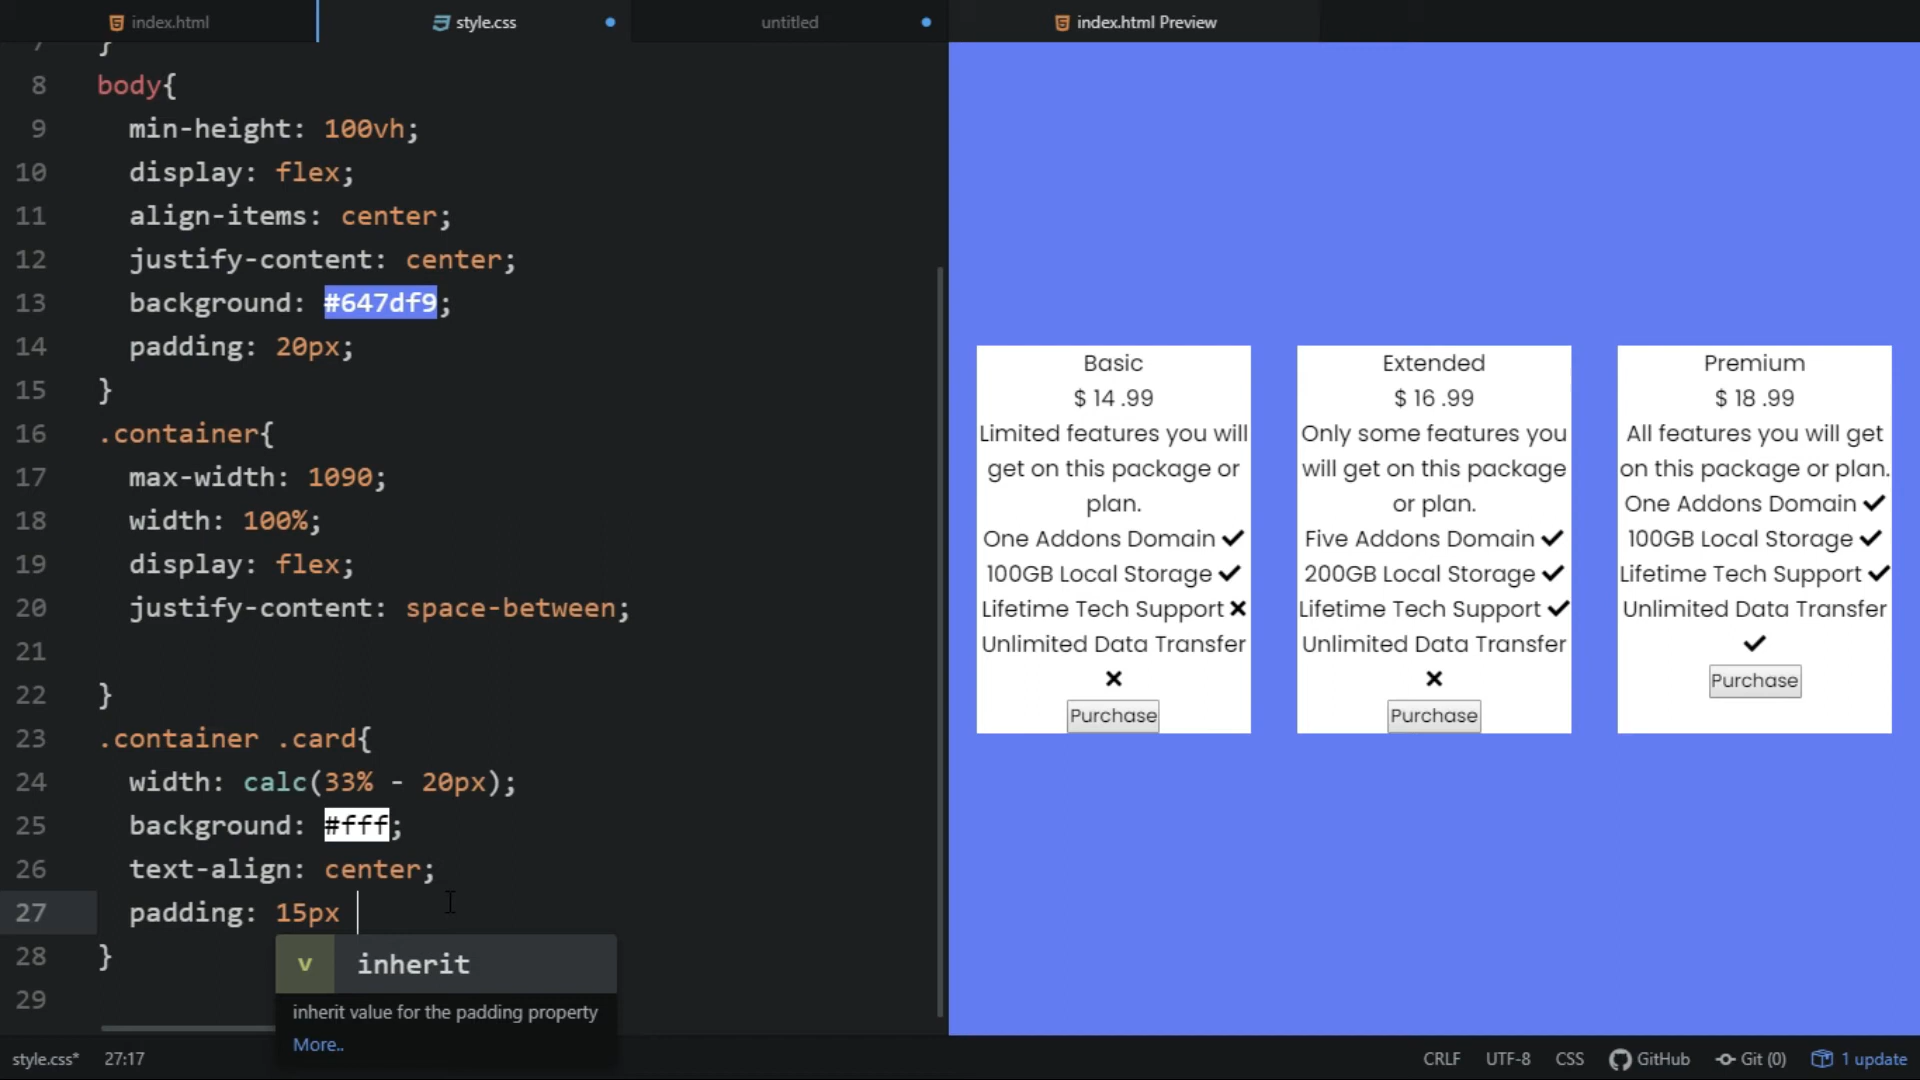 index.html
style.css
untitled
index.html Preview
7 }
8 body{
9 min-height: 100vh;
10 display: flex;
11 align-items: center;
12 justify-content: center;
13 background: #647df9;
14 padding: 20px;
15 }
16 .container{
17 max-width: 1090;
18 width: 100%;
19 display: flex;
20 justify-content: space-between;
21
22 }
23 .container .card{
24 width: calc(33% - 20px);
25 background: #fff;
26 text-align: center;
27 padding: 15px
28 }
29
v inherit
inherit value for the padding property
More..
Basic
$ 14 .99
Limited features you will
get on this package or
plan.
One Addons Domain ✔
100GB Local Storage ✔
Lifetime Tech Support ✖
Unlimited Data Transfer
✖
Purchase
Extended
$ 16 .99
Only some features you
will get on this package
or plan.
Five Addons Domain ✔
200GB Local Storage ✔
Lifetime Tech Support ✔
Unlimited Data Transfer
✖
Purchase
Premium
$ 18 .99
All features you will get
on this package or plan.
One Addons Domain ✔
100GB Local Storage ✔
Lifetime Tech Support ✔
Unlimited Data Transfer
✔
Purchase
style.css* 27:17
CRLF UTF-8 CSS GitHub Git (0) 1 update